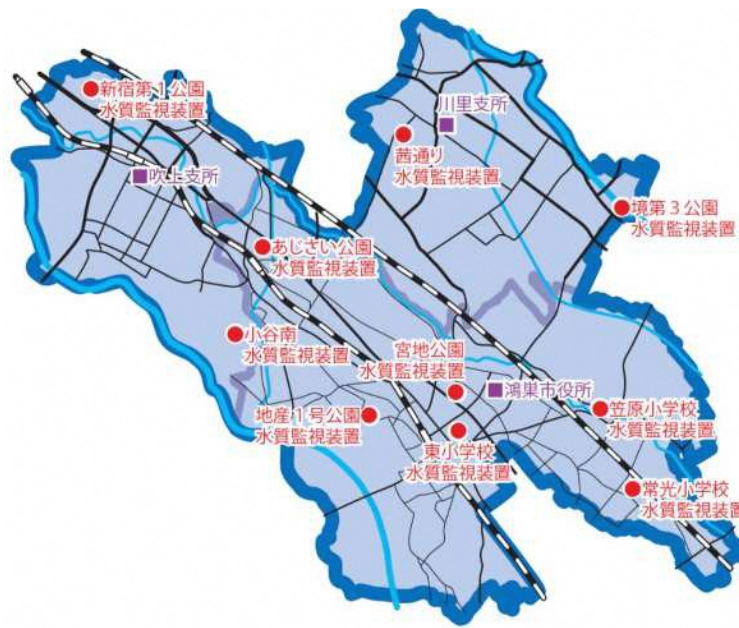 新宿第1公園
水質監視装置
川里支所
茜通り
水質監視装置
吹上支所
境第3公園
水質監視装置
あじさい公園
水質監視装置
小谷南
水質監視装置
宮地公園
水質監視装置
鴻巣市役所
地産1号公園
水質監視装置
笠原小学校
水質監視装置
東小学校
水質監視装置
常光小学校
水質監視装置